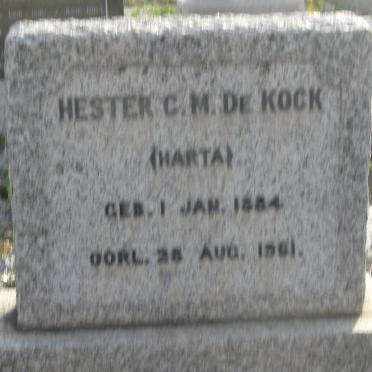 HESTER C. M. DE KOCK
(HARTA)
GEB. 1 JAN. 1884
OORL. 28 AUG. 1961.